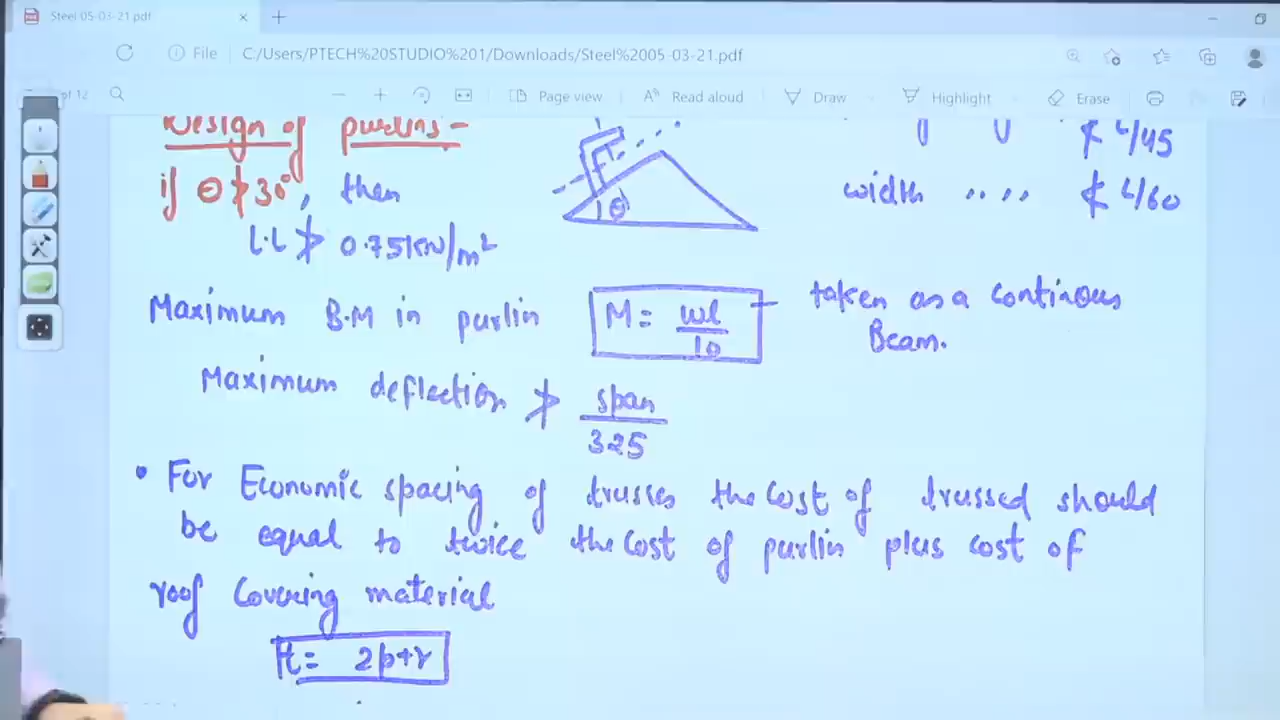 Steel 05-03-21.pdf
File C:/Users/PTECH%20STUDIO%201/Downloads/Steel%2005-03-21.pdf
of 12 Page view Read aloud Draw Highlight Erase
Design of purlins-
≮ L/45
if θ ≯ 30°, then
θ
width .... ≮ L/60
L.L ≯ 0.75KN/m²
Maximum B.M in purlin M = wl/10 taken as a continous
Beam.
Maximum deflection ≯ span/325
• For Economic spacing of trusses the cost of trussed should
be equal to twice the cost of purlin plus cost of
roof Covering material
t = 2p+r